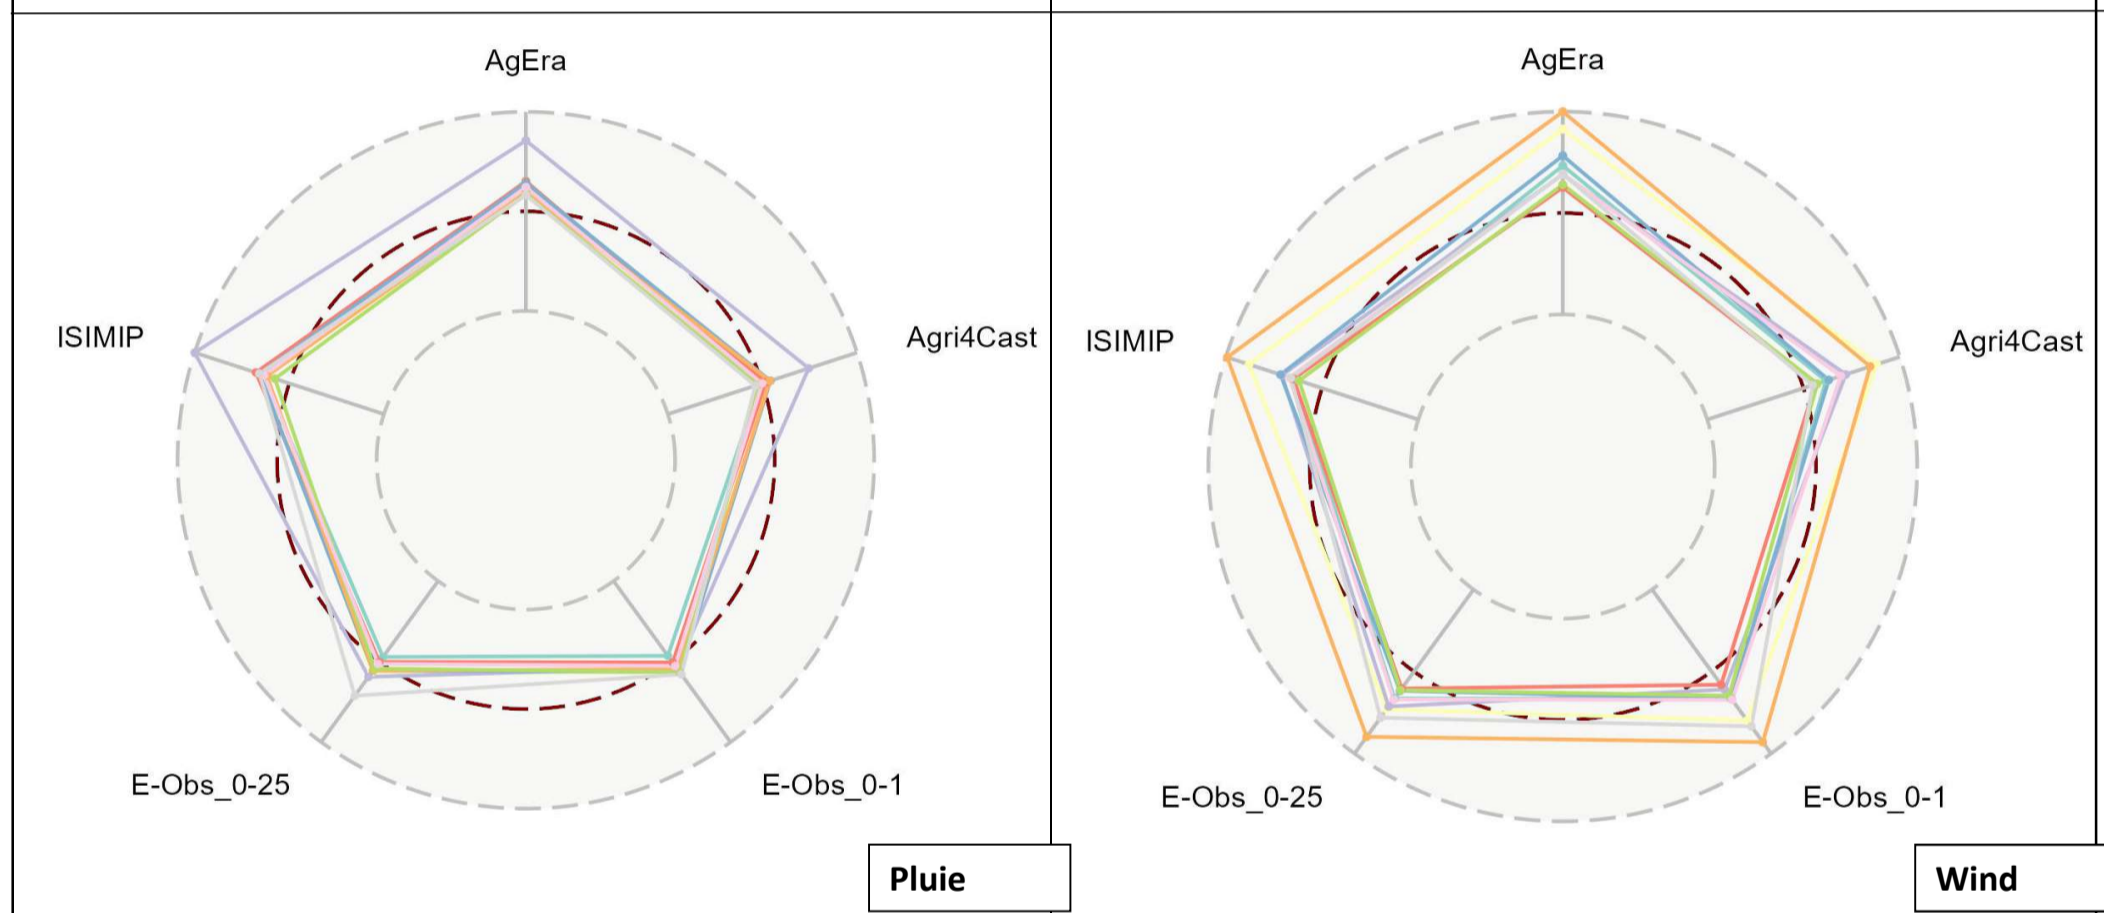 AgEra
Agri4Cast
E-Obs_0-1
E-Obs_0-25
ISIMIP
Pluie
AgEra
Agri4Cast
E-Obs_0-1
E-Obs_0-25
ISIMIP
Wind